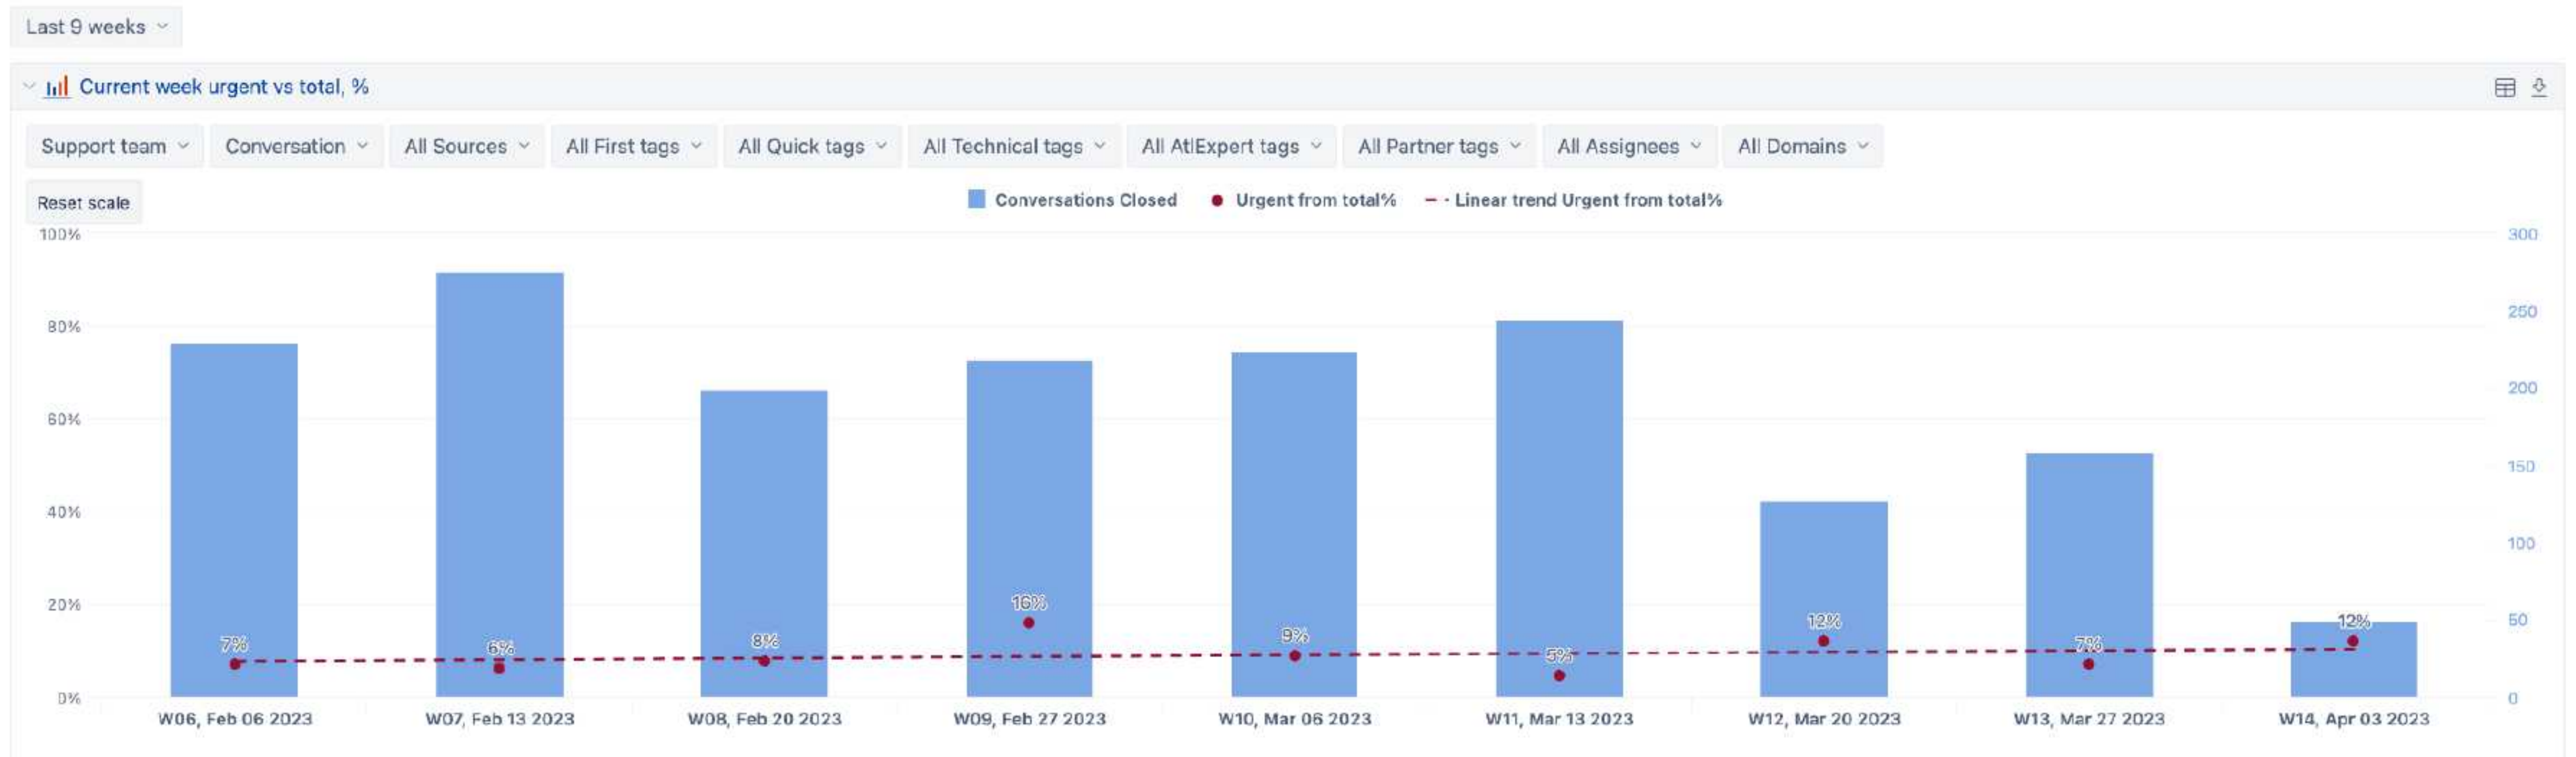 Last 9 weeks
Current week urgent vs total, %
Support team Conversation All Sources All First tags All Quick tags All Technical tags All AtlExpert tags All Partner tags All Assignees All Domains
Reset scale
Conversations Closed Urgent from total% Linear trend Urgent from total%
100% 300
80% 250
60% 200
40% 150
20% 100
0% 50
0
7% 6% 8% 16% 9% 5% 12% 7% 12%
W06, Feb 06 2023 W07, Feb 13 2023 W08, Feb 20 2023 W09, Feb 27 2023 W10, Mar 06 2023 W11, Mar 13 2023 W12, Mar 20 2023 W13, Mar 27 2023 W14, Apr 03 2023